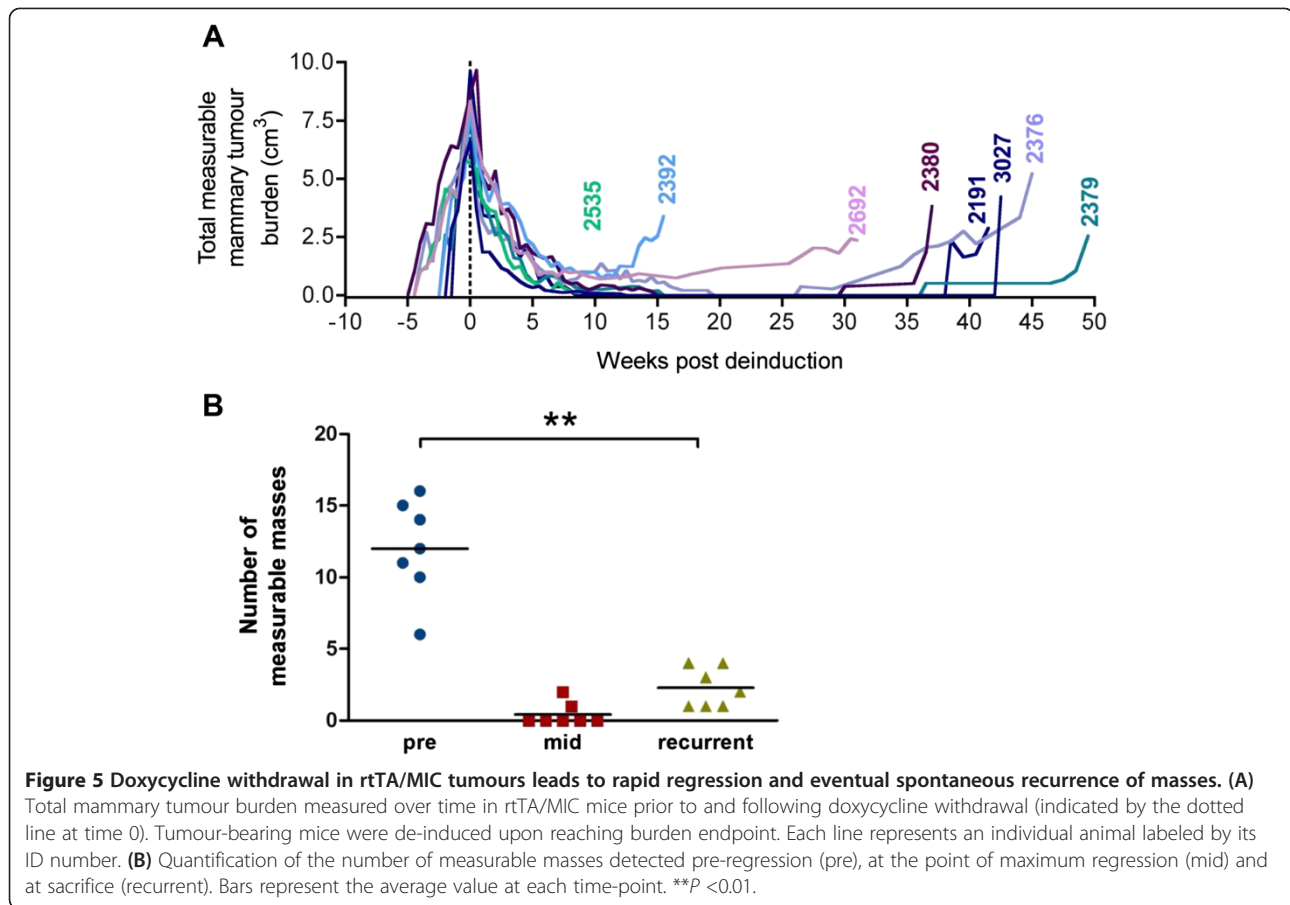 A
Total measurable
mammary tumour
burden (cm3)
10.0
7.5
5.0
2.5
0.0
2535
2392
2692
2380
2191
3027
2376
2379
-10 -5 0 5 10 15 20 25 30 35 40 45 50
Weeks post deinduction
B
**
Number of
measurable masses
20
15
10
5
0
pre mid recurrent
Figure 5 Doxycycline withdrawal in rtTA/MIC tumours leads to rapid regression and eventual spontaneous recurrence of masses. (A)
Total mammary tumour burden measured over time in rtTA/MIC mice prior to and following doxycycline withdrawal (indicated by the dotted
line at time 0). Tumour-bearing mice were de-induced upon reaching burden endpoint. Each line represents an individual animal labeled by its
ID number. (B) Quantification of the number of measurable masses detected pre-regression (pre), at the point of maximum regression (mid) and
at sacrifice (recurrent). Bars represent the average value at each time-point. **P <0.01.